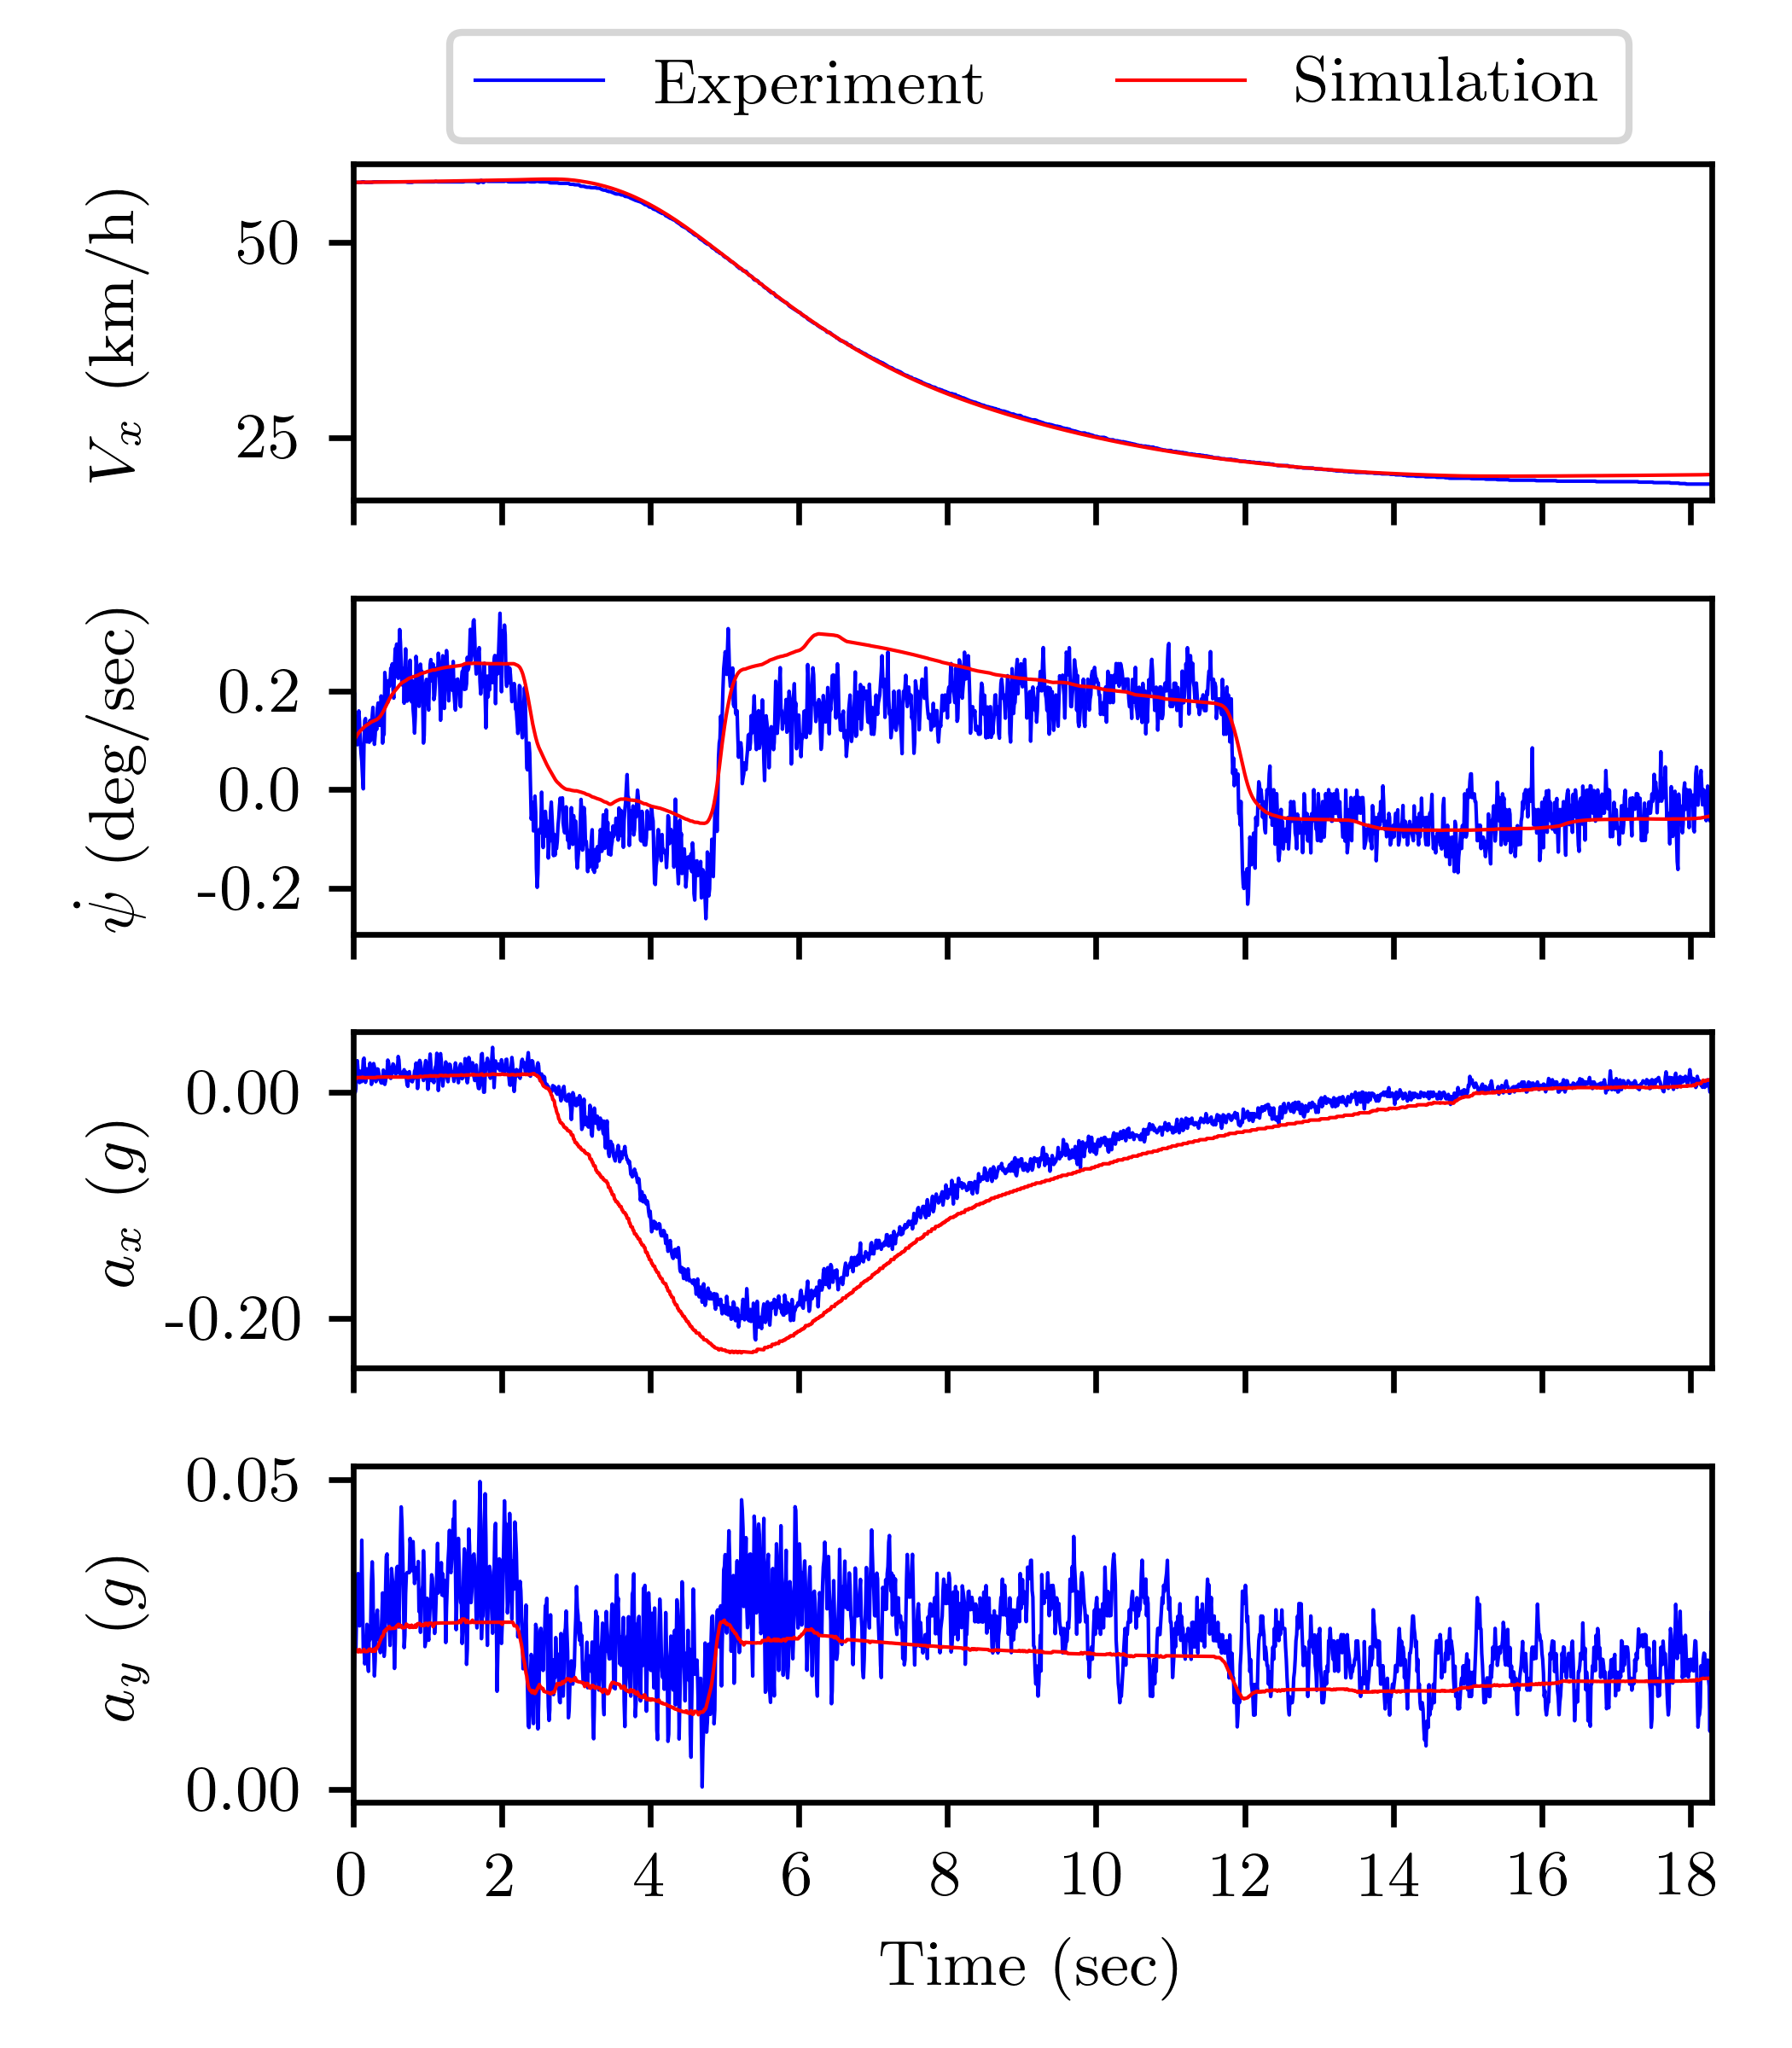 Experiment Simulation
V_x (km/h)
50
25
ψ̇ (deg/sec)
0.2
0.0
-0.2
a_x (g)
0.00
-0.20
a_y (g)
0.05
0.00
0 2 4 6 8 10 12 14 16 18
Time (sec)